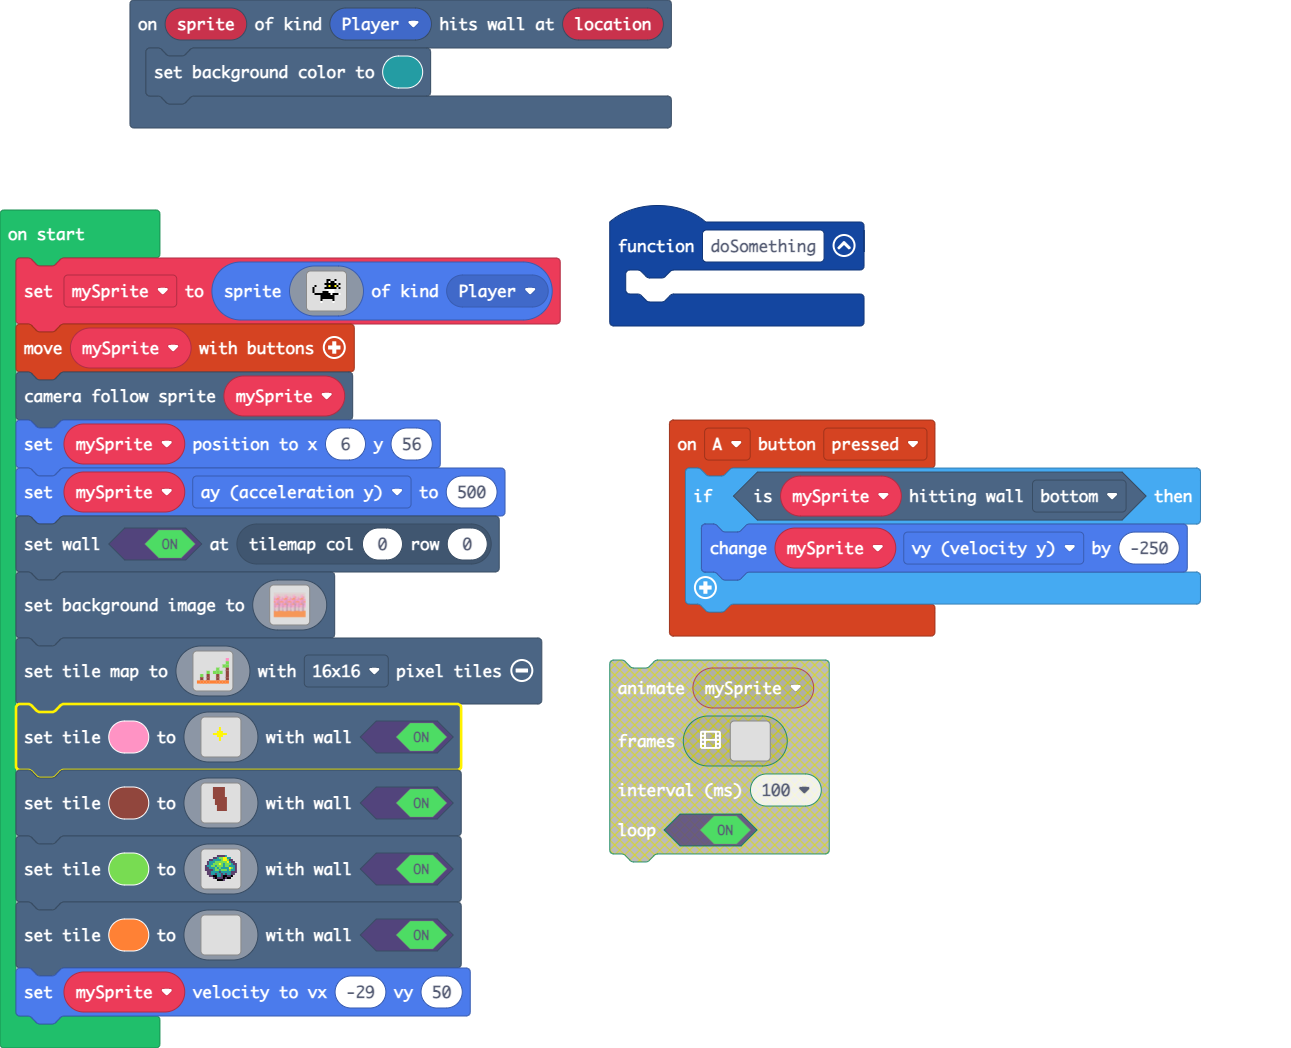 on sprite of kind Player hits wall at location
set background color to
on start
set mySprite to sprite of kind Player
move mySprite with buttons
camera follow sprite mySprite
set mySprite position to x 6 y 56
set mySprite ay (acceleration y) to 500
set wall ON at tilemap col 0 row 0
set background image to
set tile map to with 16x16 pixel tiles
set tile to with wall ON
set tile to with wall ON
set tile to with wall ON
set tile to with wall ON
set mySprite velocity to vx -29 vy 50
function doSomething
on A button pressed
if is mySprite hitting wall bottom then
change mySprite vy (velocity y) by -250
animate mySprite
frames
interval (ms) 100
loop ON